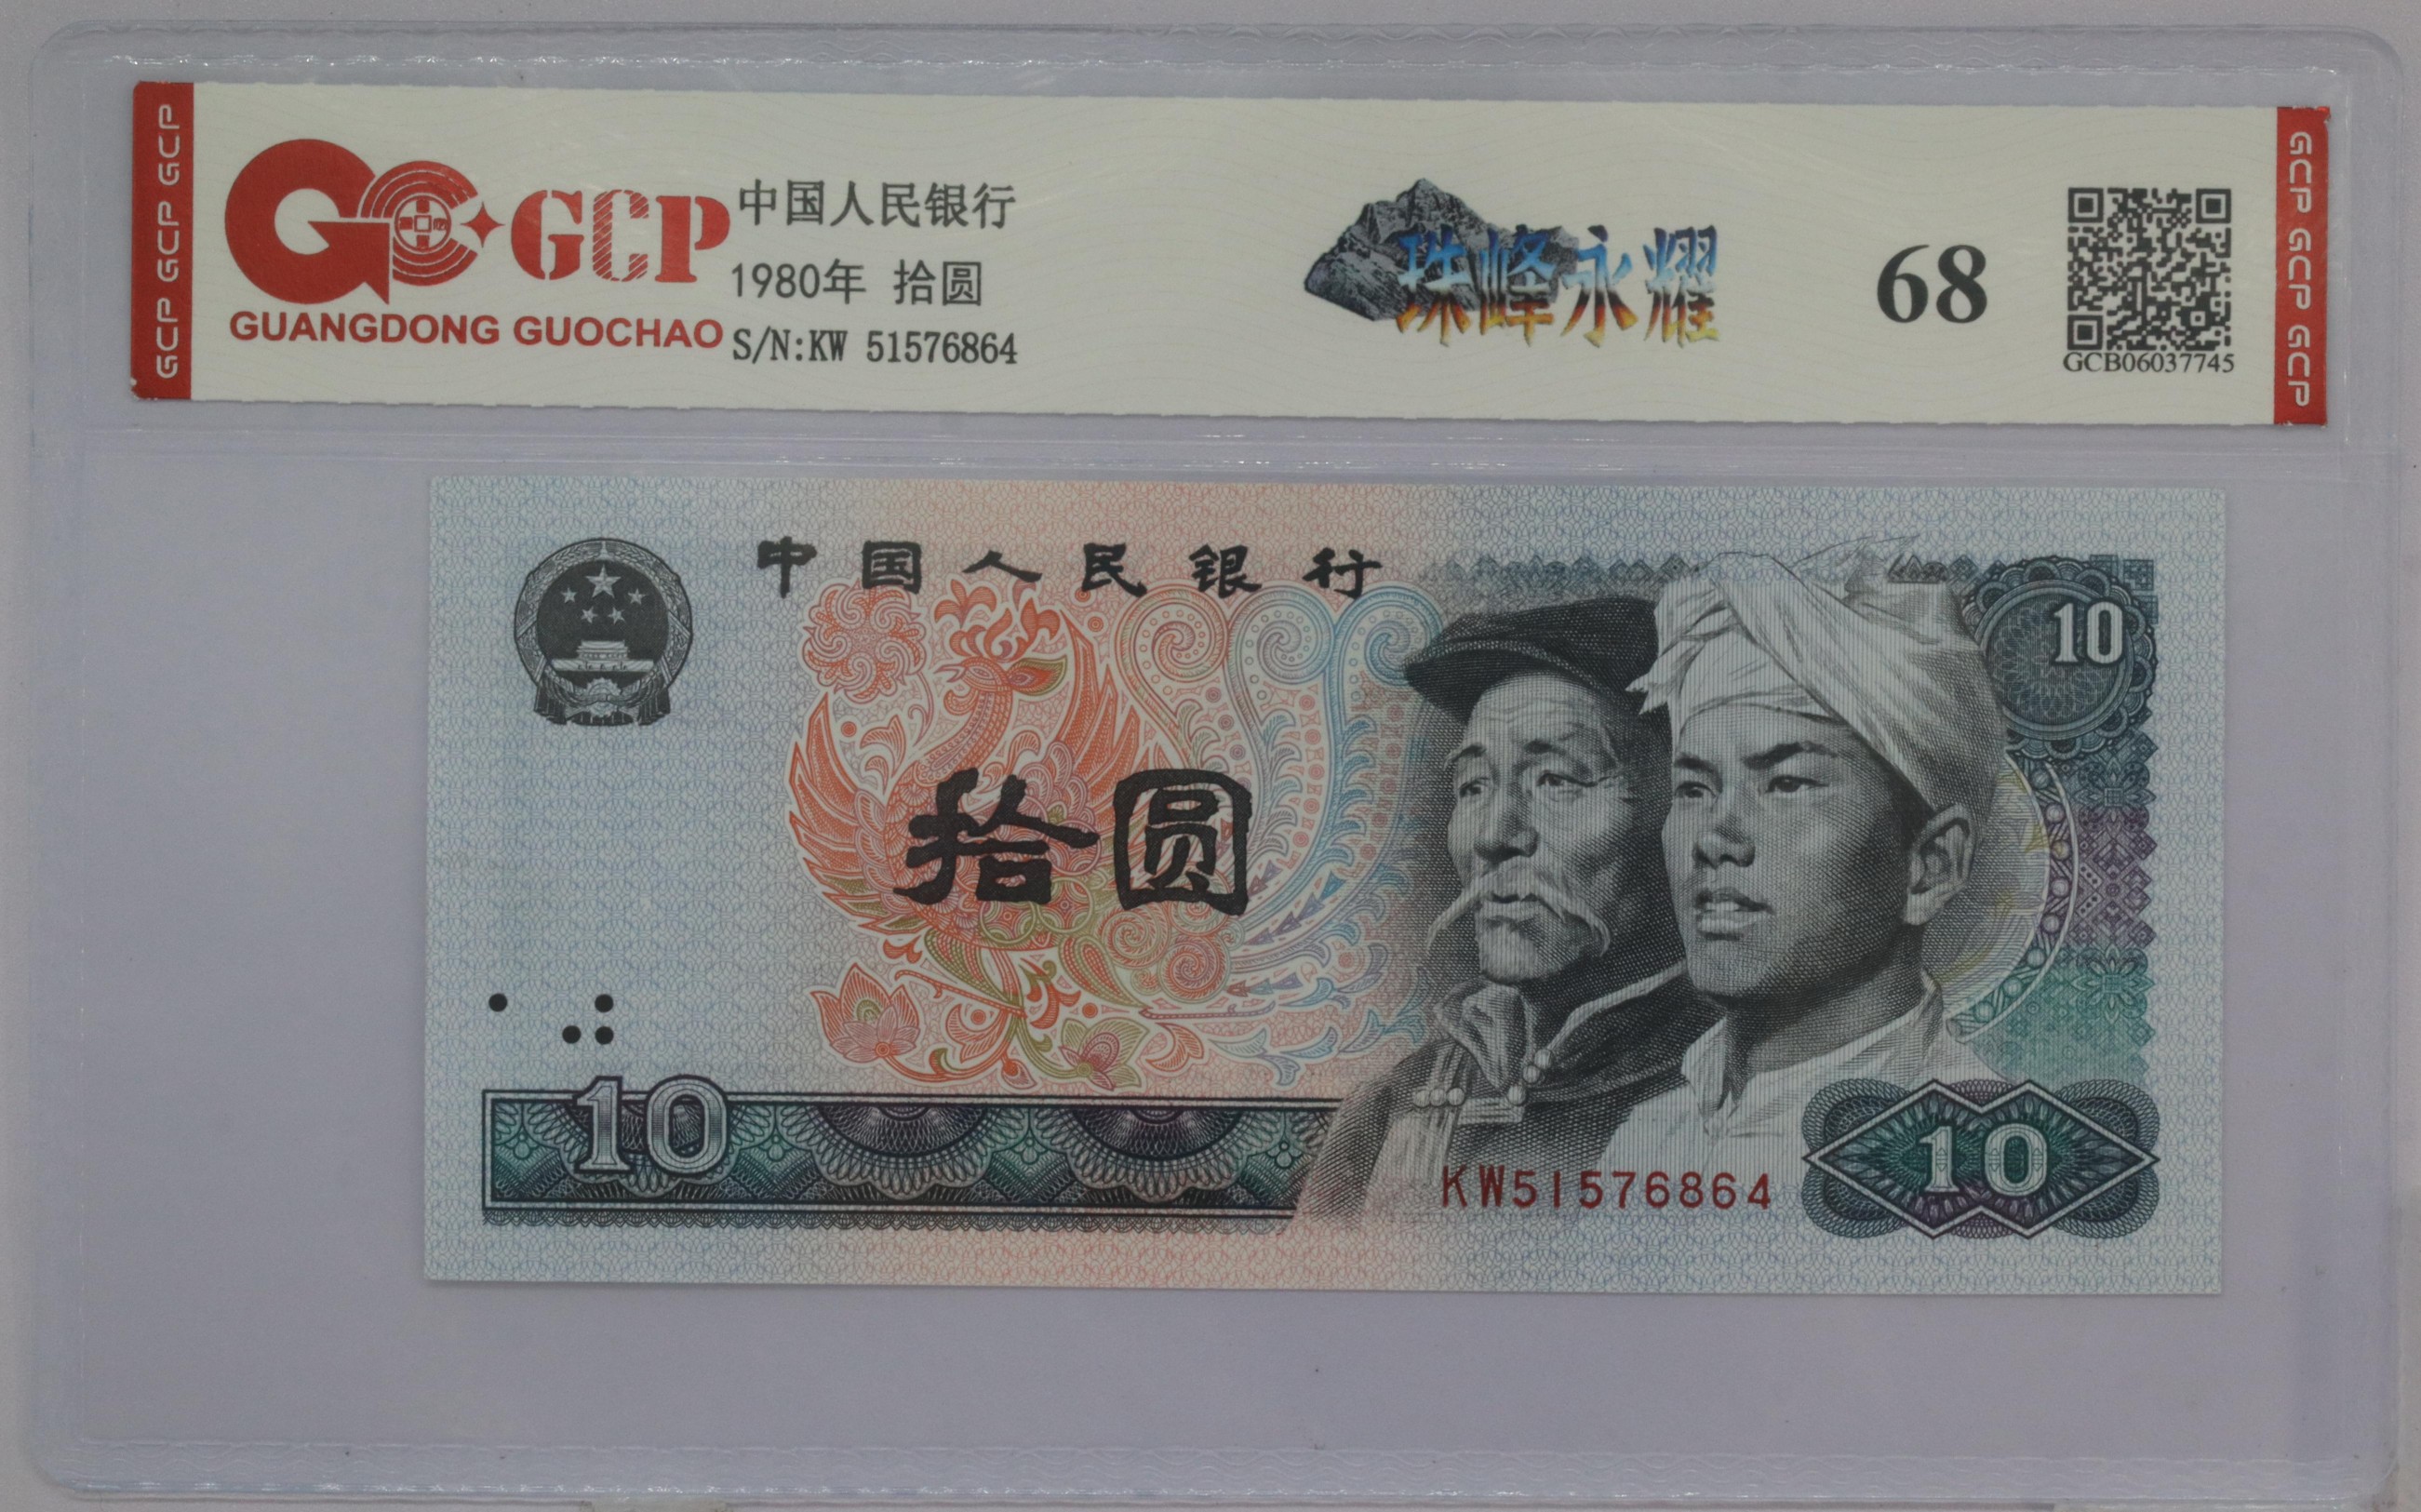 GCP GCP GCP
GCP
GUANGDONG GUOCHAO
中国人民银行
1980年 拾圆
S/N:KW 51576864
珠峰永耀
68
GCB06037745
GCP GCP GCP
中国人民银行
10
拾圆
10
KW51576864
10